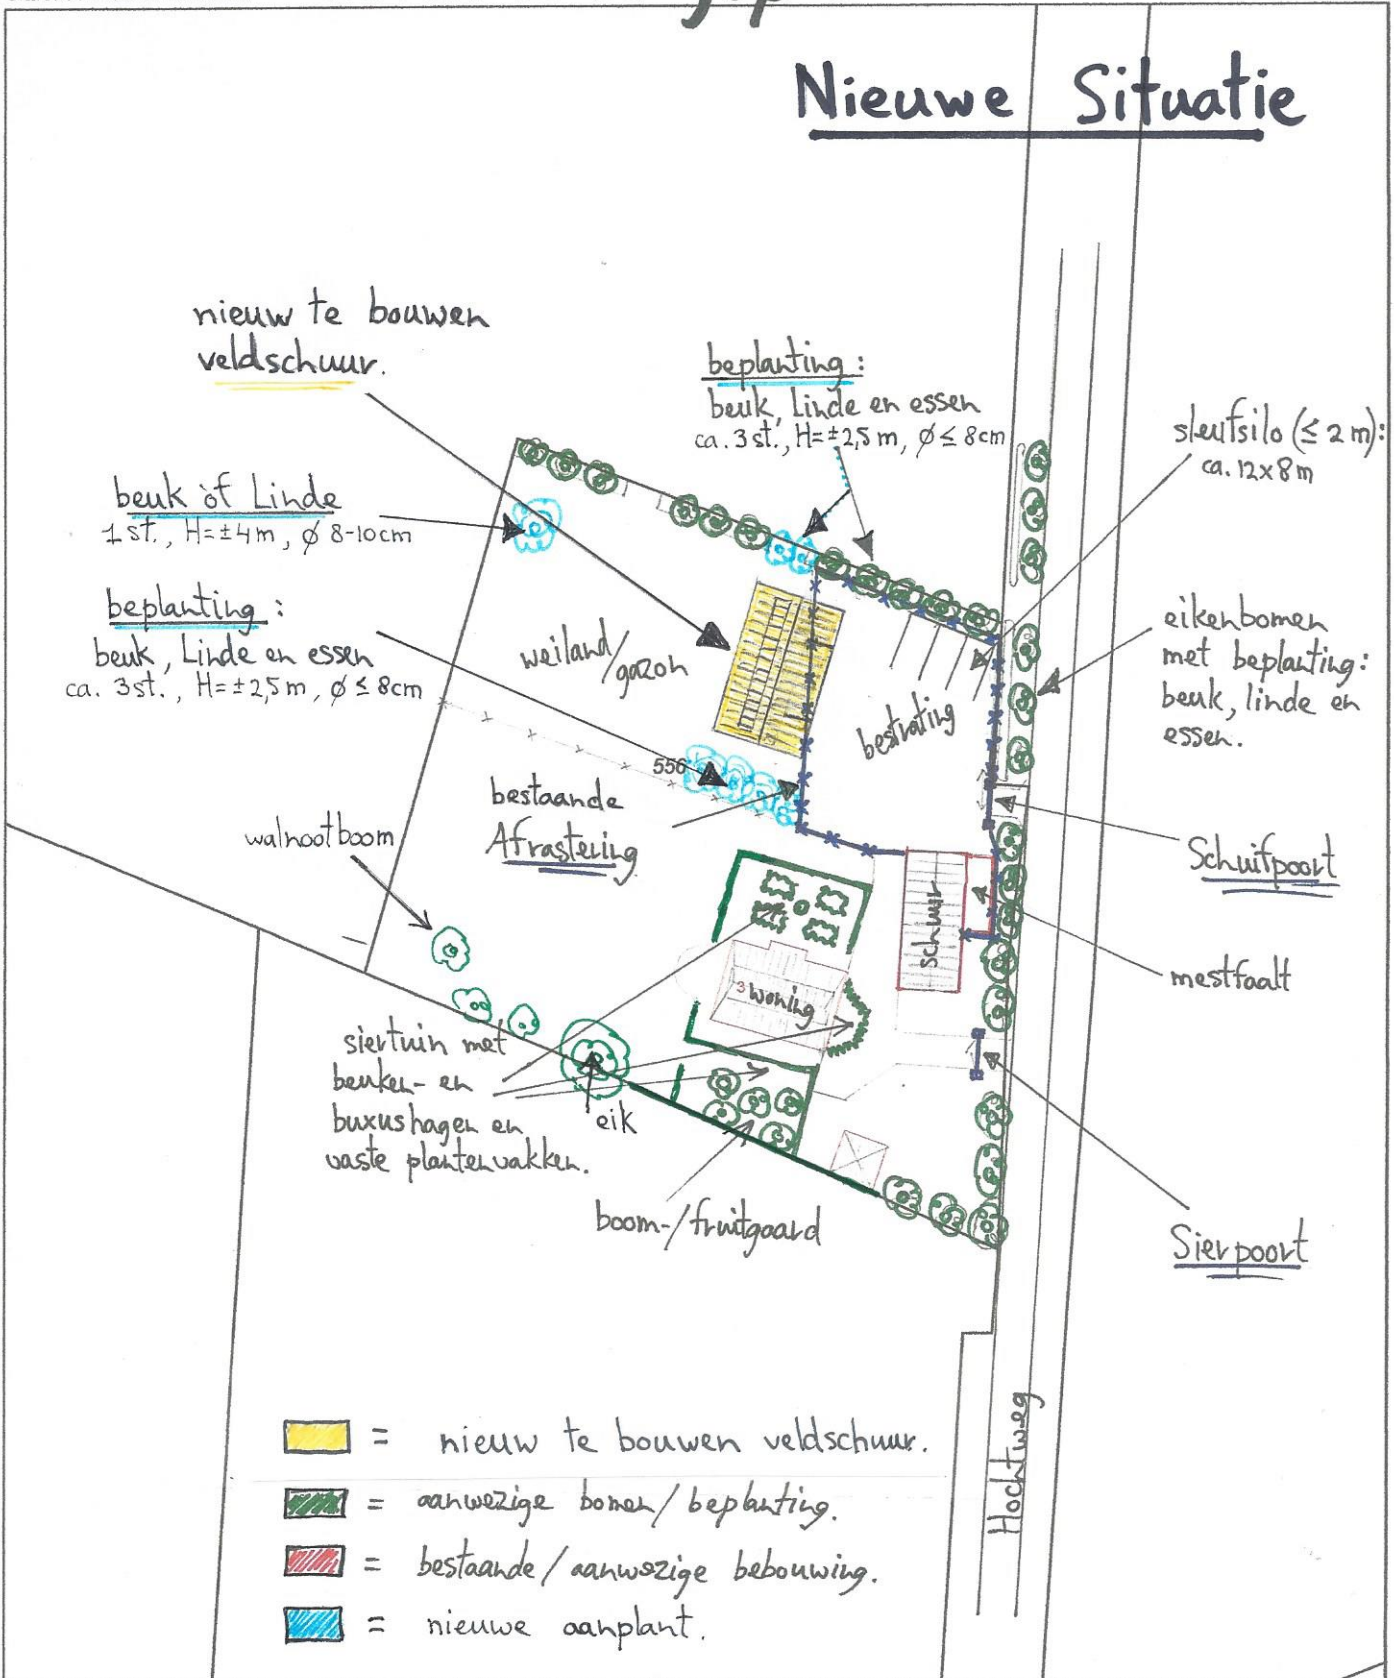 Nieuwe Situatie
nieuw te bouwen
veldschuur.
beplanting:
beuk, Linde en essen
ca. 3 st., H=±2,5 m, ø ≤ 8cm
sleufsilo (≤ 2 m):
ca. 12x8m
beuk òf Linde
1 st., H=±4m, ø 8-10cm
beplanting:
beuk, Linde en essen
ca. 3 st., H=±2,5m, ø ≤ 8cm
weiland/
gazon
bestrating
eikenbomen
met beplanting:
beuk, linde en
essen.
556
bestaande
Afrastering
walnootboom
Schuifpoort
schuur
mestfaalt
3
woning
siertuin met
beuken- en
buxushagen en
vaste plantenvakken.
eik
boom-/fruitgaard
Sierpoort
Hochtweg
= nieuw te bouwen veldschuur.
= aanwezige bomen/beplanting.
= bestaande/aanwezige bebouwing.
= nieuwe aanplant.